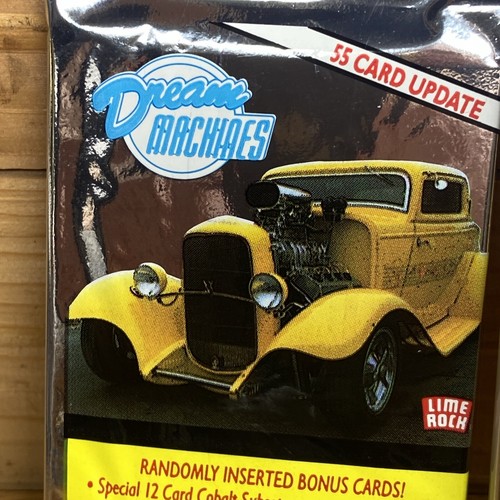 55 CARD UPDATE
Dream
MACHINES
LIME
ROCK
RANDOMLY INSERTED BONUS CARDS!
• Special 12 Card Cobalt